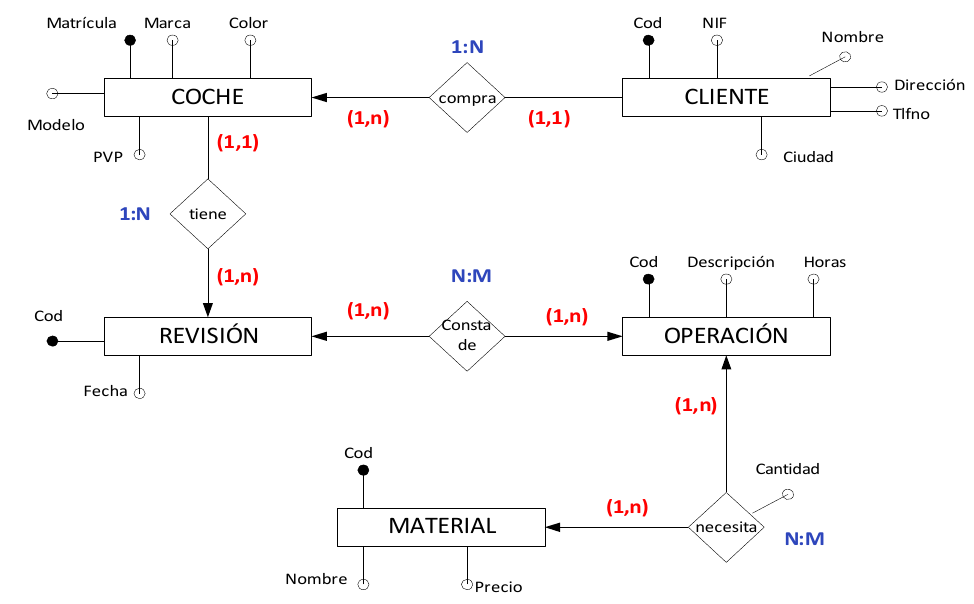 Matrícula
Marca
Color
Cod
NIF
Nombre
1:N
COCHE
compra
CLIENTE
Dirección
Tlfno
(1,n)
(1,1)
Modelo
PVP
(1,1)
Ciudad
1:N
tiene
(1,n)
N:M
Cod
Descripción
Horas
Cod
(1,n)
(1,n)
REVISIÓN
Consta
de
OPERACIÓN
Fecha
(1,n)
Cod
Cantidad
(1,n)
MATERIAL
necesita
N:M
Nombre
Precio